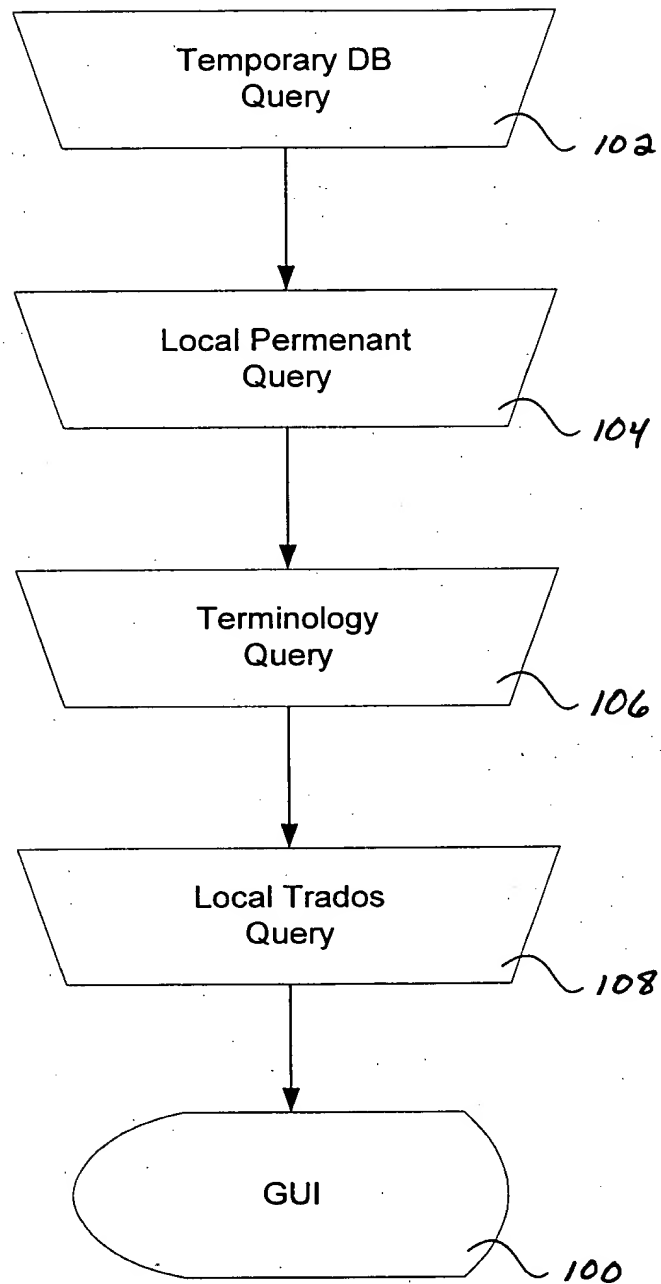 Temporary DB
Query
102
Local Permenant
Query
104
Terminology
Query
106
Local Trados
Query
108
GUI
100